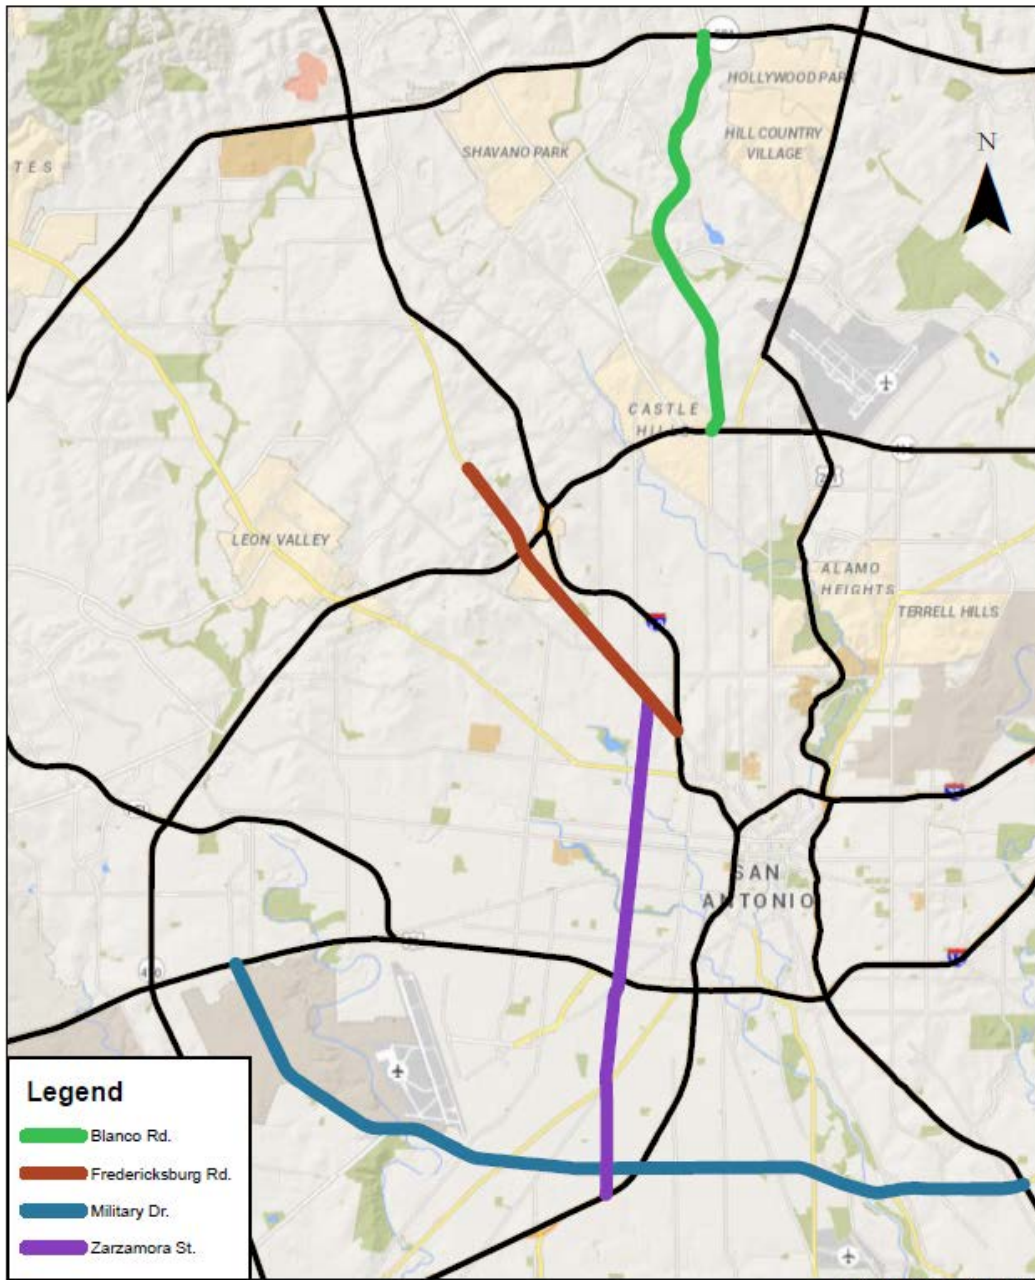 HOLLYWOOD PARK
N
HILL COUNTRY
VILLAGE
SHAVANO PARK
TES
CASTLE
HILLS
LEON VALLEY
ALAMO
HEIGHTS
TERRELL HILLS
SAN
ANTONIO
Legend
Blanco Rd.
Fredericksburg Rd.
Military Dr.
Zarzamora St.